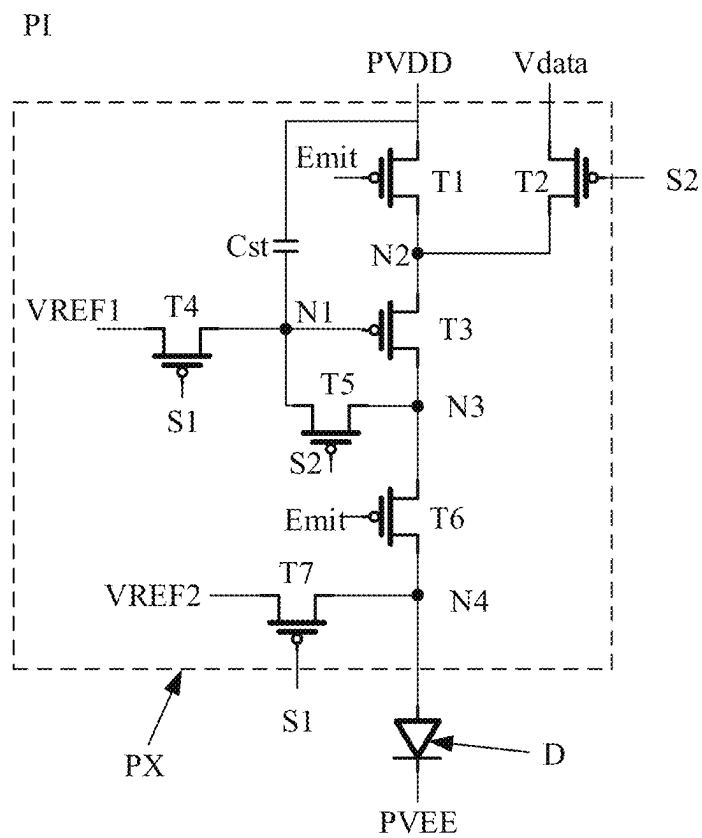 PI
PVDD
Vdata
Emit
T1
T2
S2
Cst
N2
VREF1
T4
N1
T3
T5
S1
N3
S2
Emit
T6
T7
VREF2
N4
S1
PX
D
PVEE